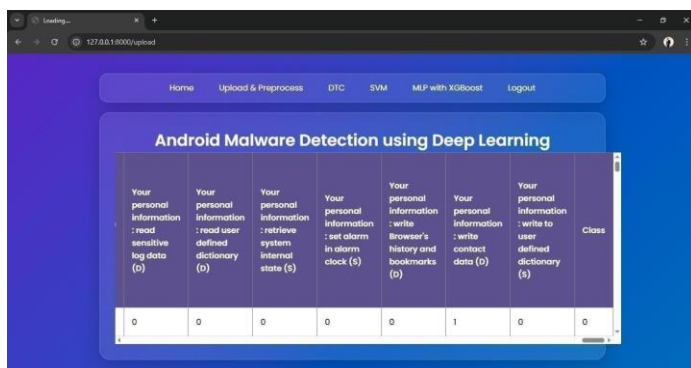 Loading...
127.0.0.1:8000/upload
Home Upload & Preprocess DTC SVM MLP with XGBoost Logout
Android Malware Detection using Deep Learning
Your personal information : read sensitive log data (D)
Your personal information : read user defined dictionary (D)
Your personal information : retrieve system internal state (S)
Your personal information : set alarm in alarm clock (S)
Your personal information : write Browser's history and bookmarks (D)
Your personal information : write contact data (D)
Your personal information : write to user defined dictionary (S)
Class
0 0 0 0 0 1 0 0